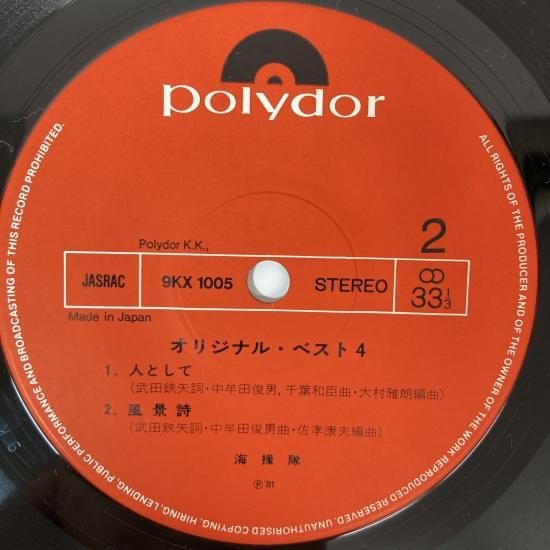 polydor
Polydor K.K.,
2
JASRAC
9KX 1005
STEREO
33 1/3
Made in Japan
オリジナル・ベスト4
1. 人として
(武田鉄矢詞・中牟田俊男, 千葉和臣曲・大村雅朗編曲)
2. 風景詩
(武田鉄矢詞・中牟田俊男曲・佐孝康夫編曲)
海援隊
Ⓟ'81
ALL RIGHTS OF THE PRODUCER AND OF THE OWNER OF THE WORK REPRODUCED RESERVED. UNAUTHORISED COPYING, HIRING, LENDING, PUBLIC PERFORMANCE AND BROADCASTING OF THIS RECORD PROHIBITED.